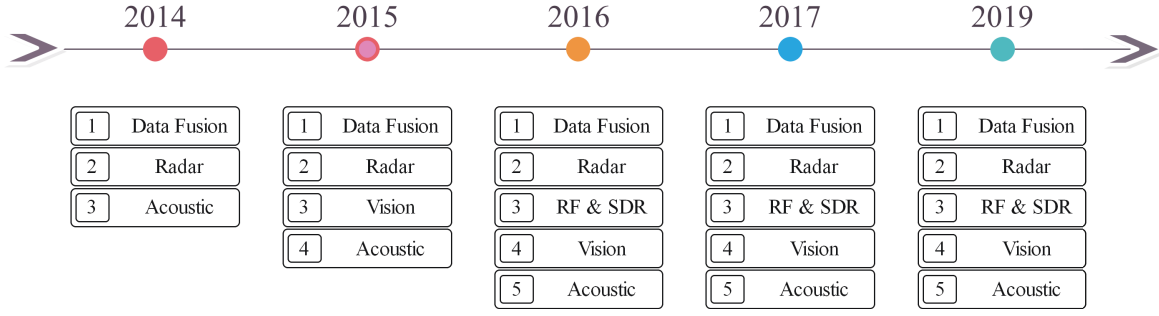 2014 2015 2016 2017 2019
1 Data Fusion
2 Radar
3 Acoustic
1 Data Fusion
2 Radar
3 Vision
4 Acoustic
1 Data Fusion
2 Radar
3 RF & SDR
4 Vision
5 Acoustic
1 Data Fusion
2 Radar
3 RF & SDR
4 Vision
5 Acoustic
1 Data Fusion
2 Radar
3 RF & SDR
4 Vision
5 Acoustic